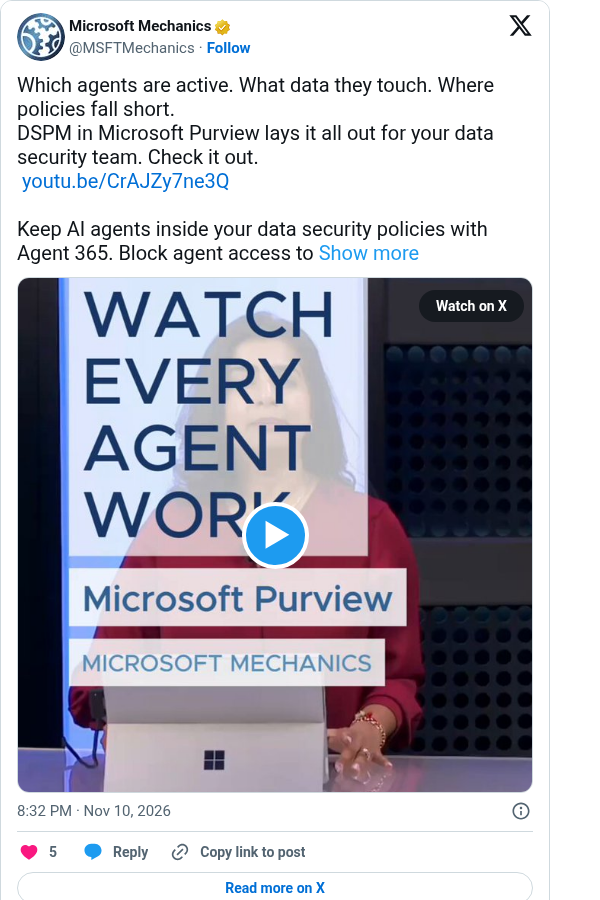 Microsoft Mechanics
@MSFTMechanics · Follow
Which agents are active. What data they touch. Where
policies fall short.
DSPM in Microsoft Purview lays it all out for your data
security team. Check it out.
youtu.be/CrAJZy7ne3Q
Keep AI agents inside your data security policies with
Agent 365. Block agent access to Show more
Watch on X
WATCH
EVERY
AGENT
WORK
Microsoft Purview
MICROSOFT MECHANICS
8:32 PM · Nov 10, 2026
5 Reply Copy link to post
Read more on X